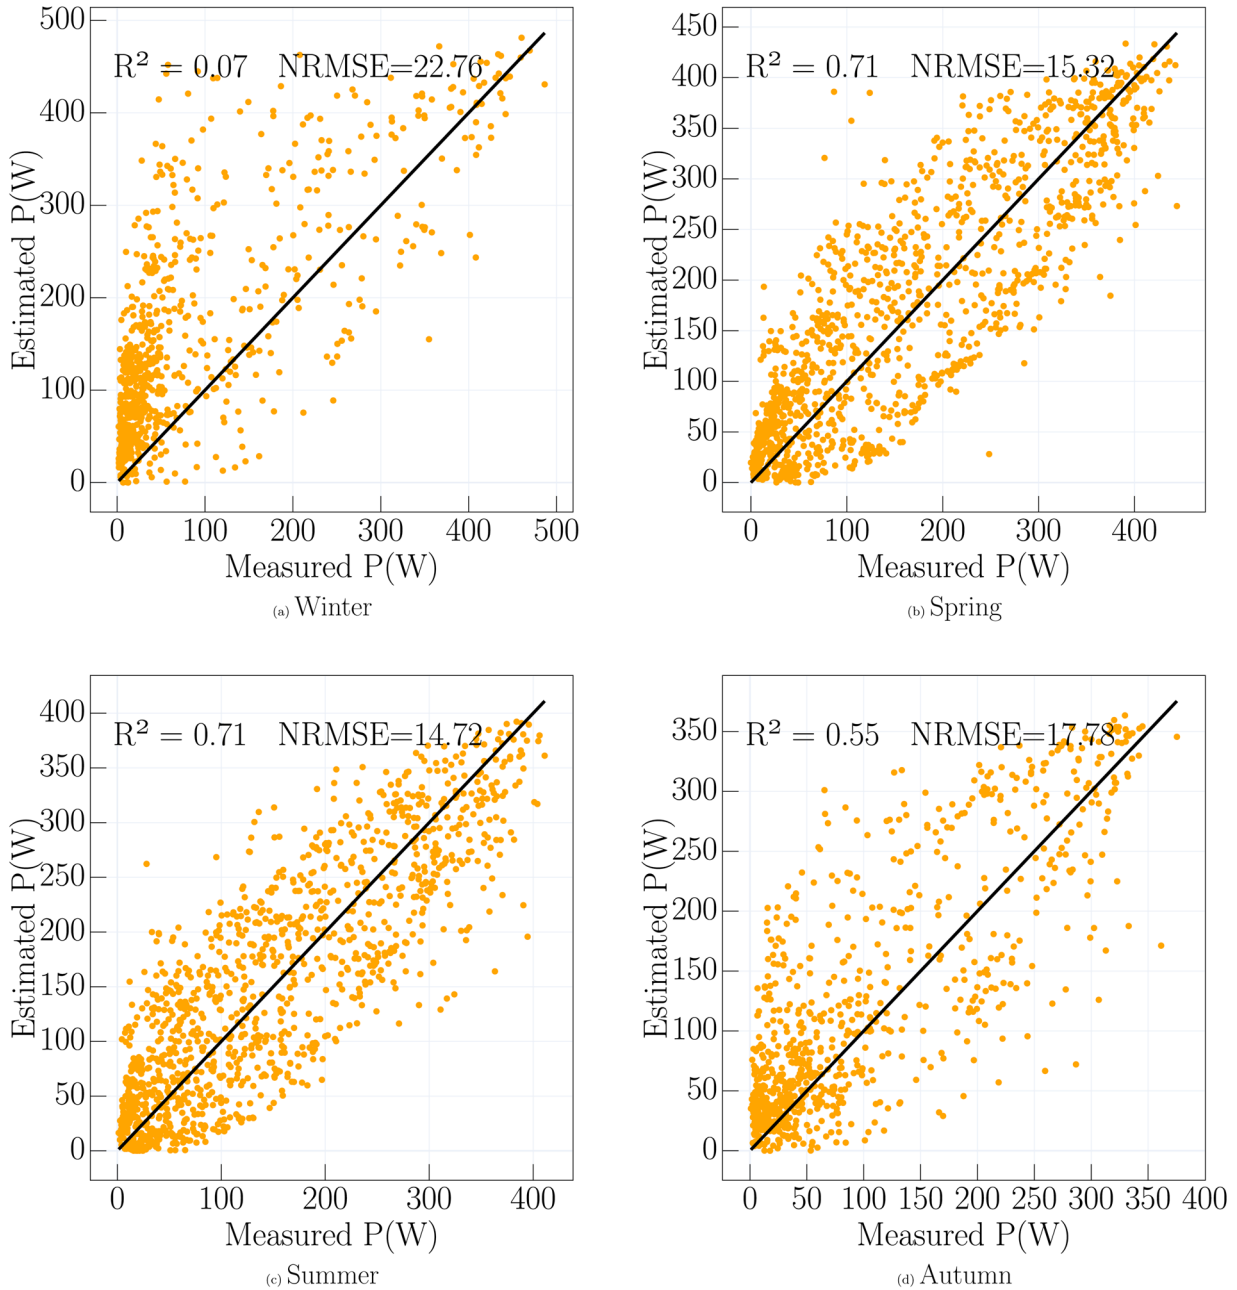 500
400
300
200
100
0
Estimated P(W)
R² = 0.07 NRMSE=22.76
0 100 200 300 400 500
Measured P(W)
(a) Winter
450
400
350
300
250
200
150
100
50
0
Estimated P(W)
R² = 0.71 NRMSE=15.32
0 100 200 300 400
Measured P(W)
(b) Spring
400
350
300
250
200
150
100
50
0
Estimated P(W)
R² = 0.71 NRMSE=14.72
0 100 200 300 400
Measured P(W)
(c) Summer
350
300
250
200
150
100
50
0
Estimated P(W)
R² = 0.55 NRMSE=17.78
0 50 100 150 200 250 300 350 400
Measured P(W)
(d) Autumn